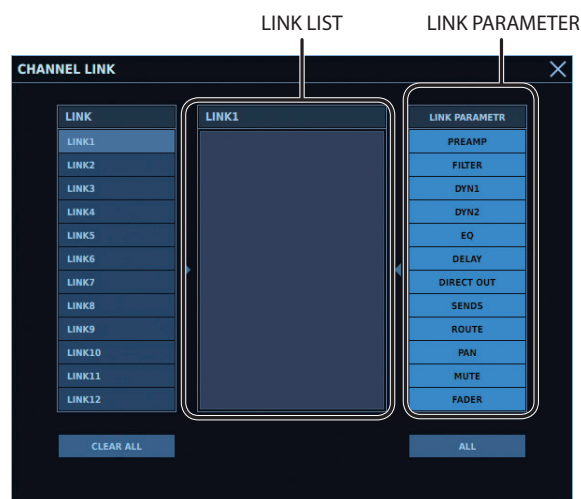 LINK LIST
LINK PARAMETER
CHANNEL LINK
LINK
LINK1
LINK2
LINK3
LINK4
LINK5
LINK6
LINK7
LINK8
LINK9
LINK10
LINK11
LINK12
CLEAR ALL
LINK1
LINK PARAMETR
PREAMP
FILTER
DYN1
DYN2
EQ
DELAY
DIRECT OUT
SENDS
ROUTE
PAN
MUTE
FADER
ALL